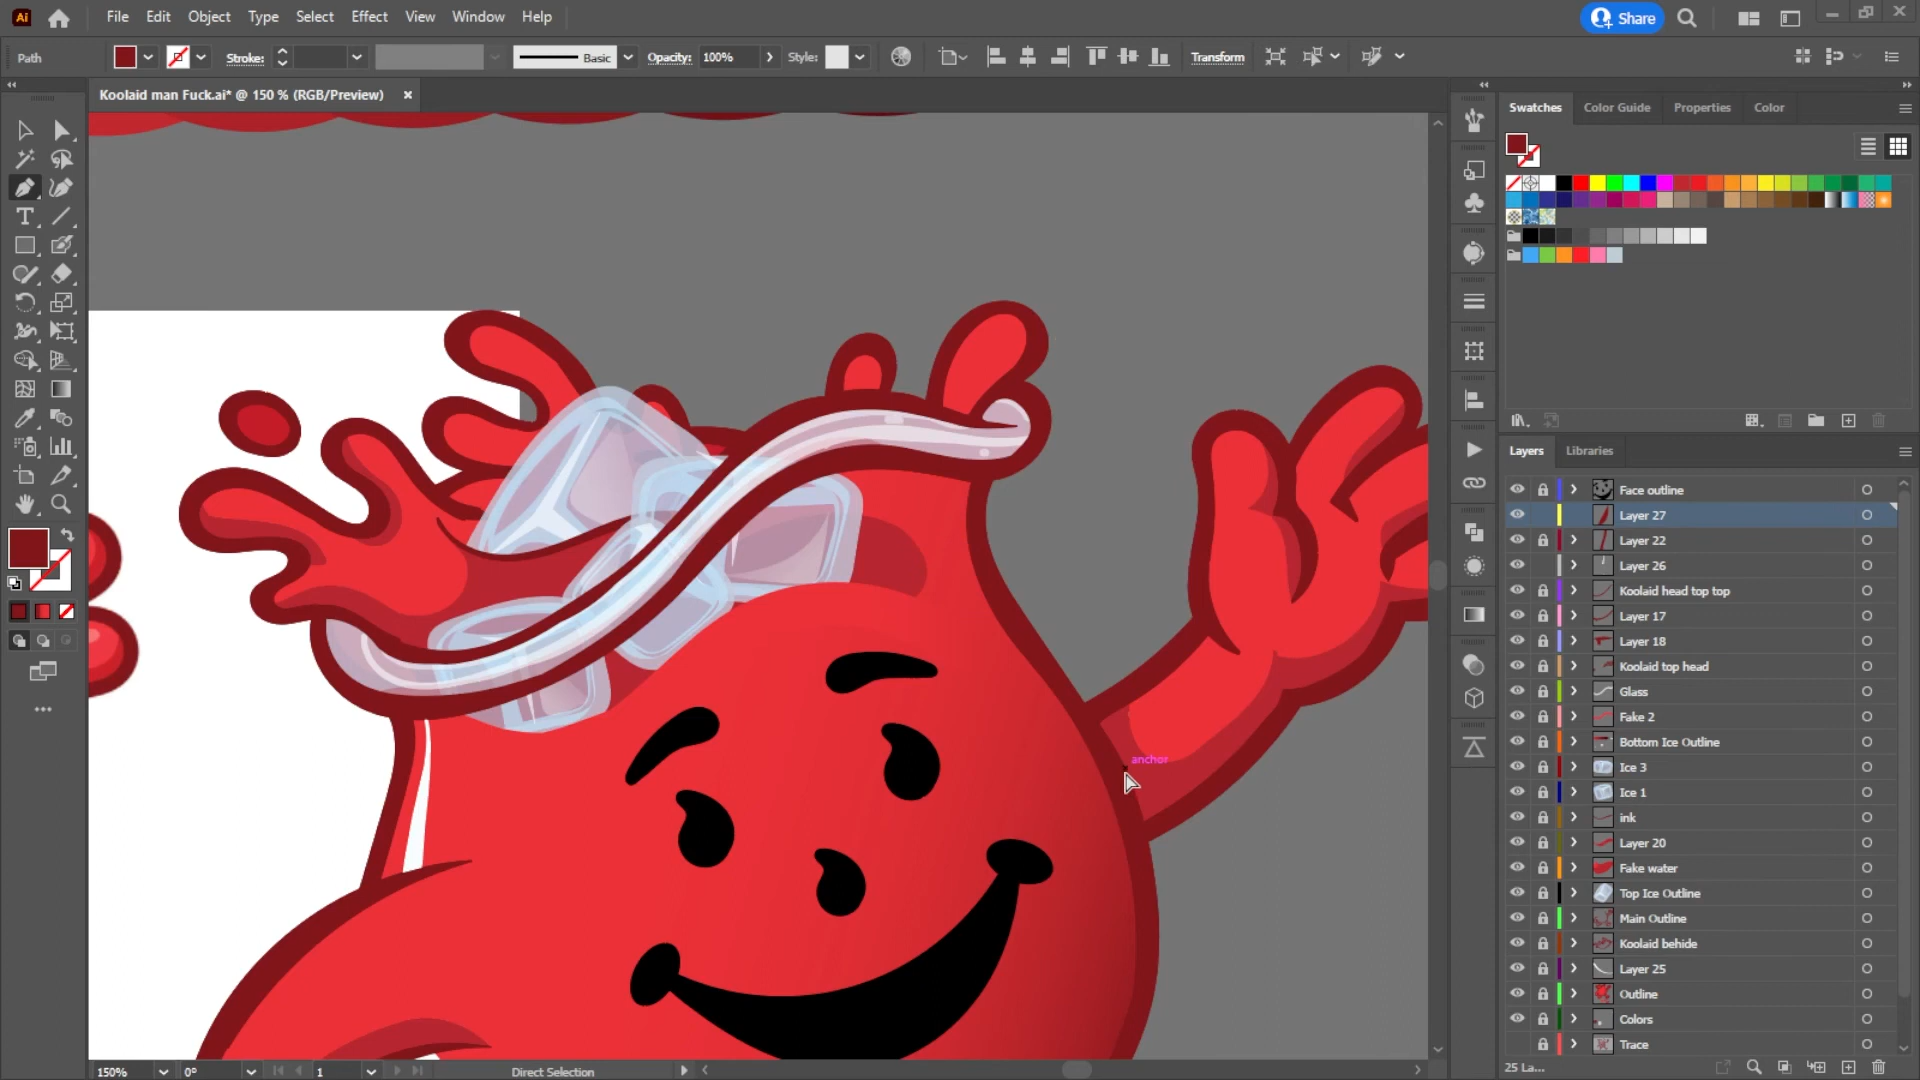 Ai File Edit Object Type Select Effect View Window Help Share
Path Stroke: Basic Opacity: 100% Style: Transform
Koolaid man Fuck.ai* @ 150 % (RGB/Preview)
Swatches Color Guide Properties Color
Layers Libraries
Face outline
Layer 27
Layer 22
Layer 26
Koolaid head top top
Layer 17
Layer 18
Koolaid top head
Glass
Fake 2
Bottom Ice Outline
anchor
Ice 3
Ice 1
ink
Layer 20
Fake water
Top Ice Outline
Main Outline
Koolaid behide
Layer 25
Outline
Colors
Trace
25 La...
150% 0° 1 Direct Selection